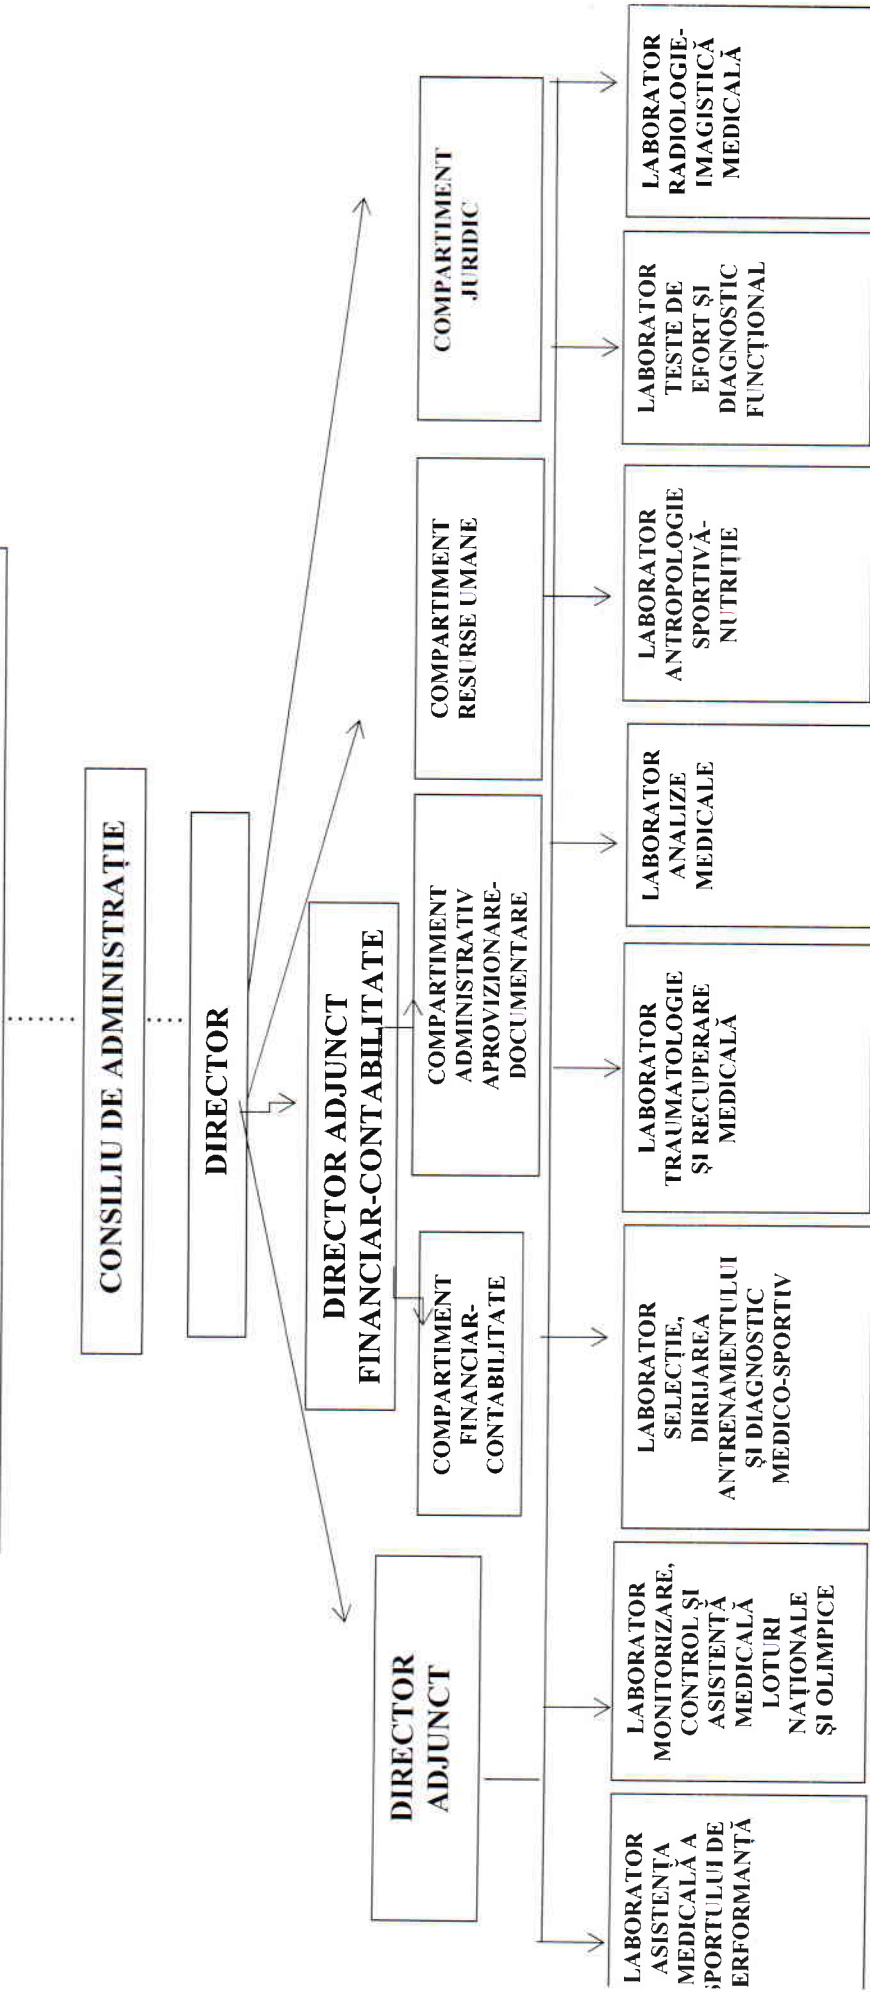 CONSILIU DE ADMINISTRAȚIE
DIRECTOR
DIRECTOR ADJUNCT
FINANCIAR-CONTABILITATE
DIRECTOR
ADJUNCT
COMPARTIMENT
FINANCIAR-
CONTABILITATE
COMPARTIMENT
ADMINISTRATIV
APROVIZIONARE-
DOCUMENTARE
COMPARTIMENT
RESURSE UMANE
COMPARTIMENT
JURIDIC
LABORATOR
ASISTENȚA
MEDICALĂ A
SPORTULUI DE
ERFORMANȚĂ
LABORATOR
MONITORIZARE,
CONTROL ȘI
ASISTENȚĂ
MEDICALĂ
LOTURI
NAȚIONALE
ȘI OLIMPICE
LABORATOR
SELECȚIE,
DIRIJAREA
ANTRENAMENTULUI
ȘI DIAGNOSTIC
MEDICO-SPORTIV
LABORATOR
TRAUMATOLOGIE
ȘI RECUPERARE
MEDICALĂ
LABORATOR
ANALIZE
MEDICALE
LABORATOR
ANTROPOLOGIE
SPORTIVĂ-
NUTRIȚIE
LABORATOR
TESTE DE
EFORT ȘI
DIAGNOSTIC
FUNCȚIONAL
LABORATOR
RADIOLOGIE-
IMAGISTICĂ
MEDICALĂ